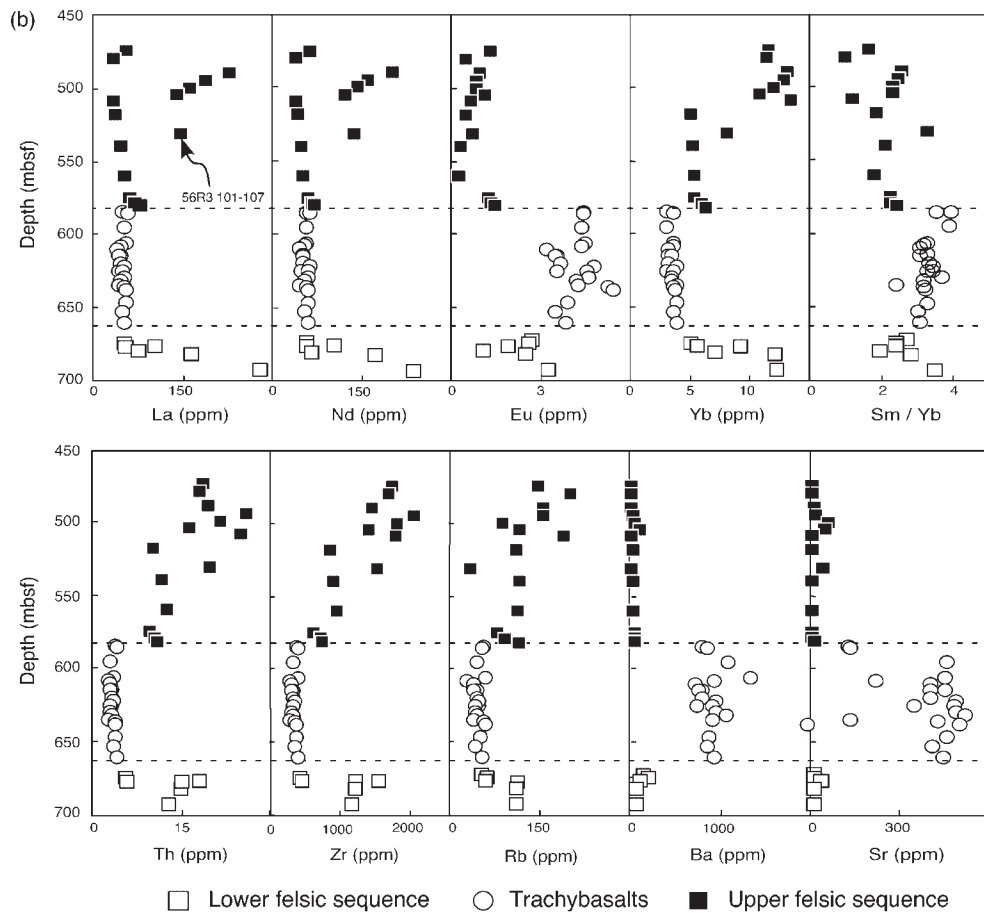 (b)
450
500
550
600
650
700
Depth (mbsf)
56R3 101-107
150
0
150
3
0
5
10
0
2
4
La (ppm)
Nd (ppm)
Eu (ppm)
Yb (ppm)
Sm / Yb
450
500
550
600
650
700
Depth (mbsf)
0
15
0
1000
2000
0
150
0
1000
0
300
Th (ppm)
Zr (ppm)
Rb (ppm)
Ba (ppm)
Sr (ppm)
Lower felsic sequence
Trachybasalts
Upper felsic sequence